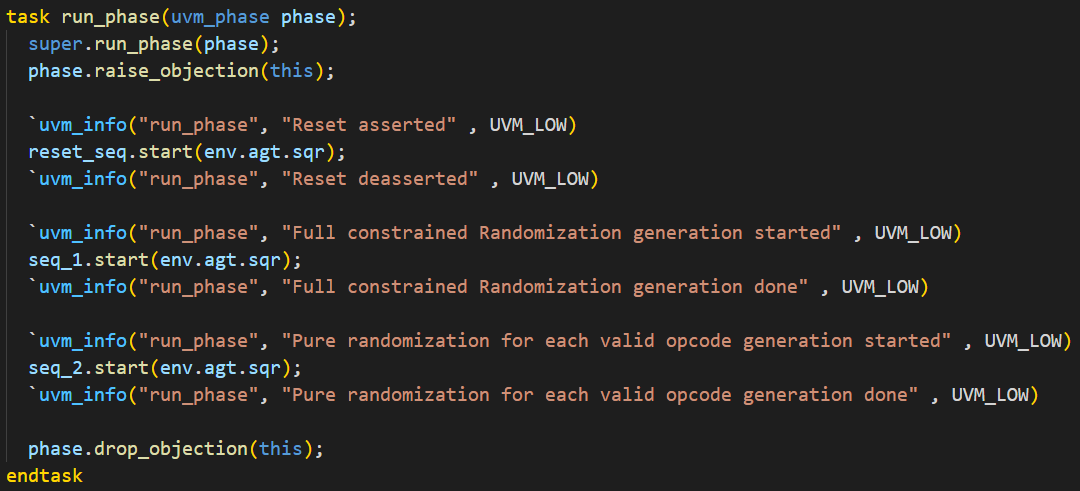 task run_phase(uvm_phase phase);
super.run_phase(phase);
phase.raise_objection(this);
`uvm_info("run_phase", "Reset asserted" , UVM_LOW)
reset_seq.start(env.agt.sqr);
`uvm_info("run_phase", "Reset deasserted" , UVM_LOW)
`uvm_info("run_phase", "Full constrained Randomization generation started" , UVM_LOW)
seq_1.start(env.agt.sqr);
`uvm_info("run_phase", "Full constrained Randomization generation done" , UVM_LOW)
`uvm_info("run_phase", "Pure randomization for each valid opcode generation started" , UVM_LOW)
seq_2.start(env.agt.sqr);
`uvm_info("run_phase", "Pure randomization for each valid opcode generation done" , UVM_LOW)
phase.drop_objection(this);
endtask